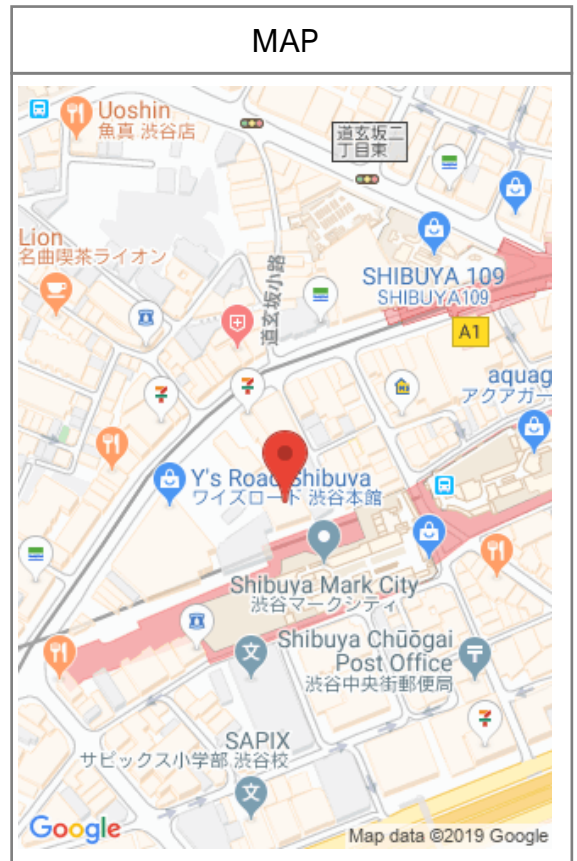 MAP
Uoshin
魚真 渋谷店
道玄坂二
丁目東
Lion
名曲喫茶ライオン
道玄坂小路
SHIBUYA 109
SHIBUYA109
A1
aquag
アクアガー
Y's Road Shibuya
ワイズロード 渋谷本館
Shibuya Mark City
渋谷マークシティ
Shibuya Chūōgai
Post Office
渋谷中央街郵便局
文
SAPIX
サピックス小学部 渋谷校
文
Google
Map data ©2019 Google